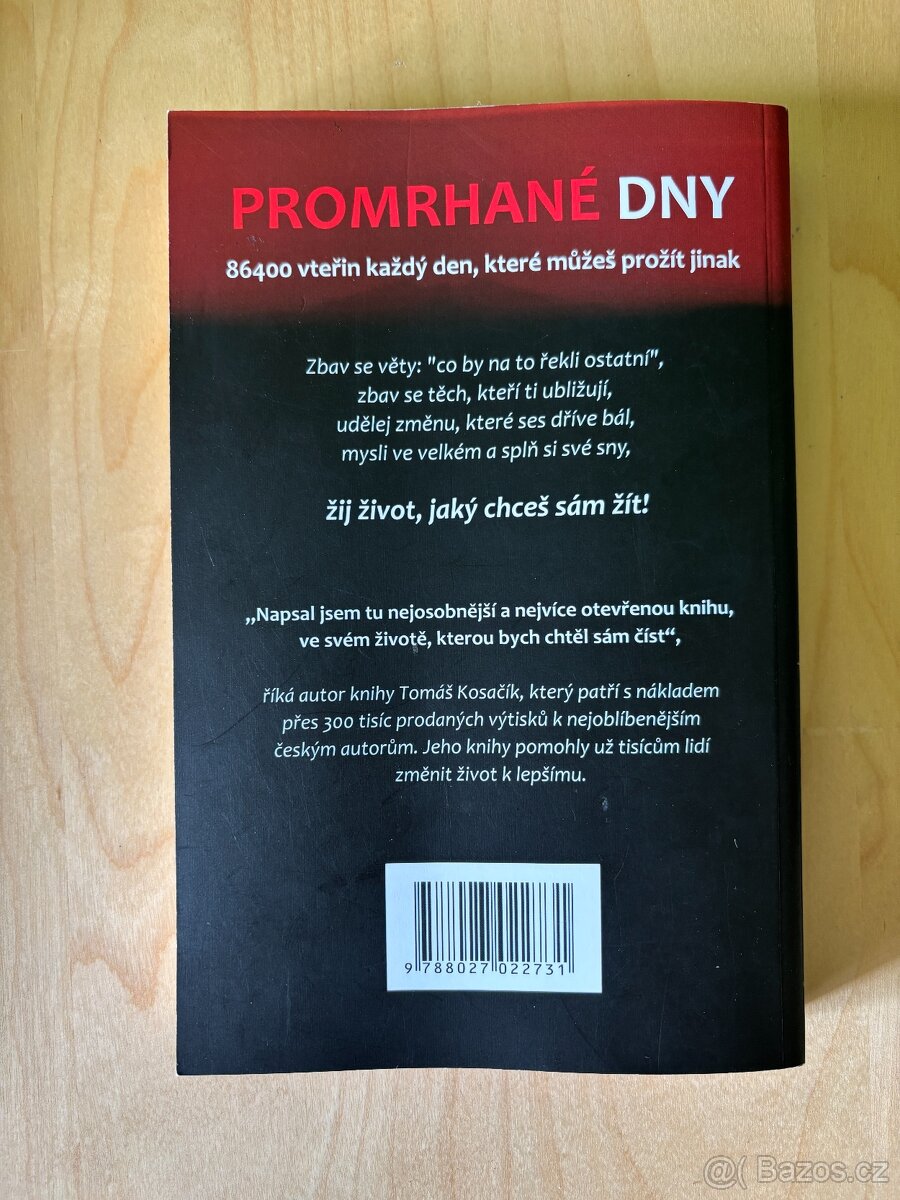 PROMRHANÉ DNY
86400 vteřin každý den, které můžeš prožít jinak
Zbav se věty: "co by na to řekli ostatní",
zbav se těch, kteří ti ubližují,
udělej změnu, které ses dříve bál,
mysli ve velkém a splň si své sny,
žij život, jaký chceš sám žít!
„Napsal jsem tu nejosobnější a nejvíce otevřenou knihu,
ve svém životě, kterou bych chtěl sám číst“,
říká autor knihy Tomáš Kosačík, který patří s nákladem
přes 300 tisíc prodaných výtisků k nejoblíbenějším
českým autorům. Jeho knihy pomohly už tisícům lidí
změnit život k lepšímu.
9 788027 022731
@( Bazos.cz